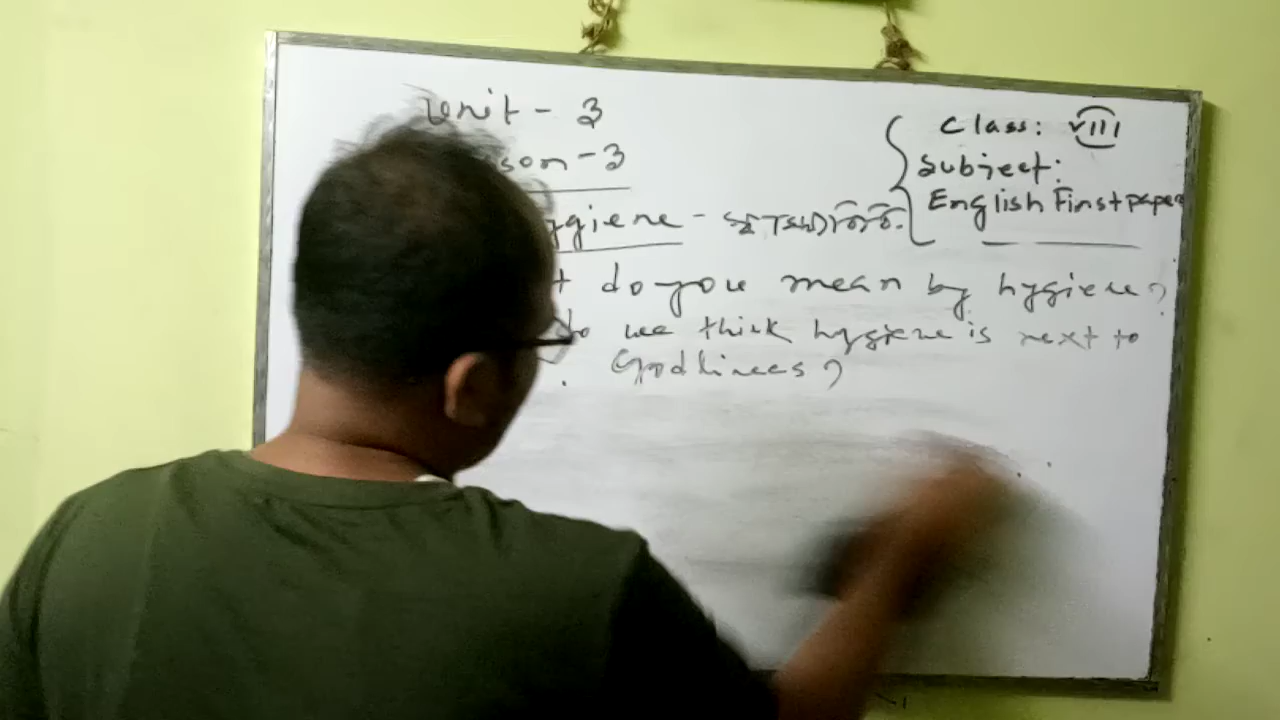 Unit - 3
son - 3
ygiene - স্বাস্থ্যবিধি.
Class: VIII
Subject:
English First paper
t do you mean by hygiene?
do we think hygiene is next to
Godliness?